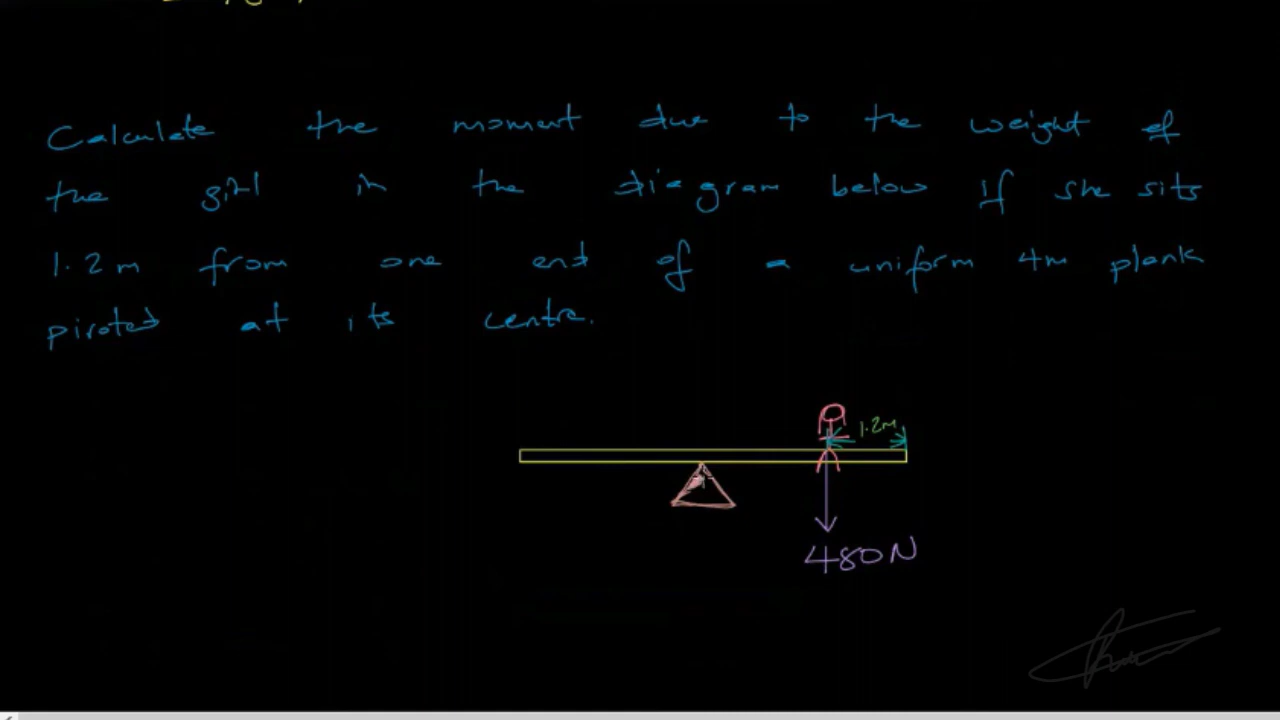 Calculate the moment due to the weight of
the girl in the diagram below if she sits
1.2m from one end of a uniform 4m plank
pivoted at its centre.
1.2m
480N